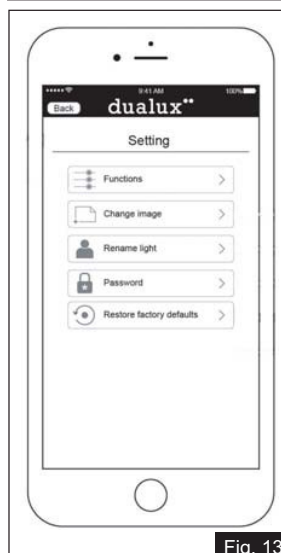 9:41 AM 100%
Back dualux
Setting
Functions
Change image
Rename light
Password
Restore factory defaults
Fig. 13